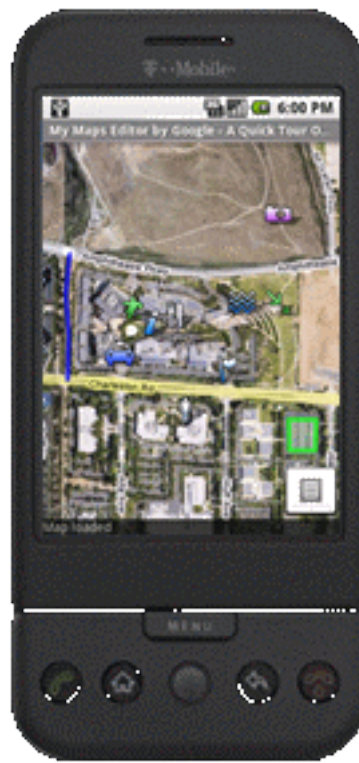 T··Mobile·
6:00 PM
My Maps Editor by Google - A Quick Tour O...
Charleston Rd
Map loaded
MENU